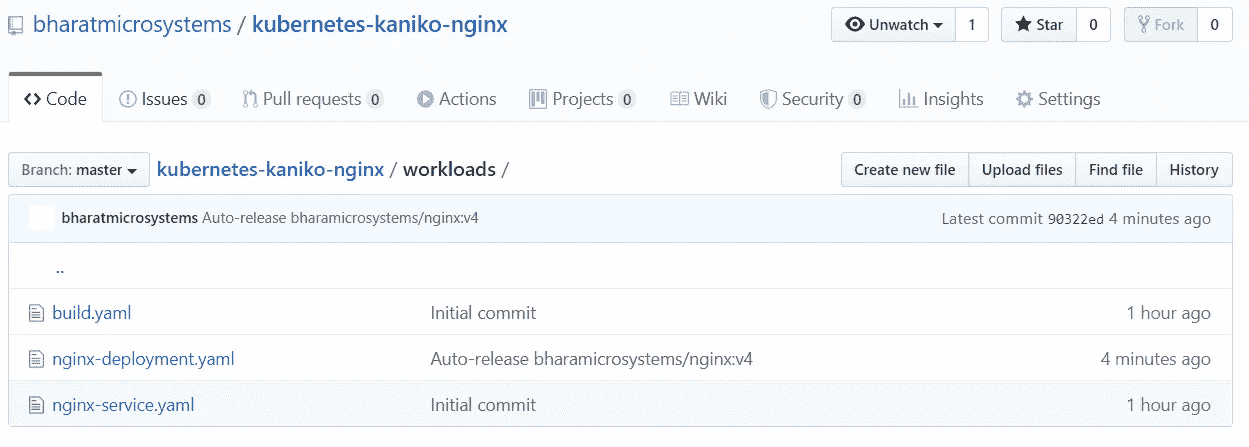 bharatmicrosystems / kubernetes-kaniko-nginx Unwatch 1 Star 0 Fork 0
Code Issues 0 Pull requests 0 Actions Projects 0 Wiki Security 0 Insights Settings
Branch: master kubernetes-kaniko-nginx / workloads / Create new file Upload files Find file History
bharatmicrosystems Auto-release bharamicrosystems/nginx:v4 Latest commit 90322ed 4 minutes ago
..
build.yaml Initial commit 1 hour ago
nginx-deployment.yaml Auto-release bharamicrosystems/nginx:v4 4 minutes ago
nginx-service.yaml Initial commit 1 hour ago